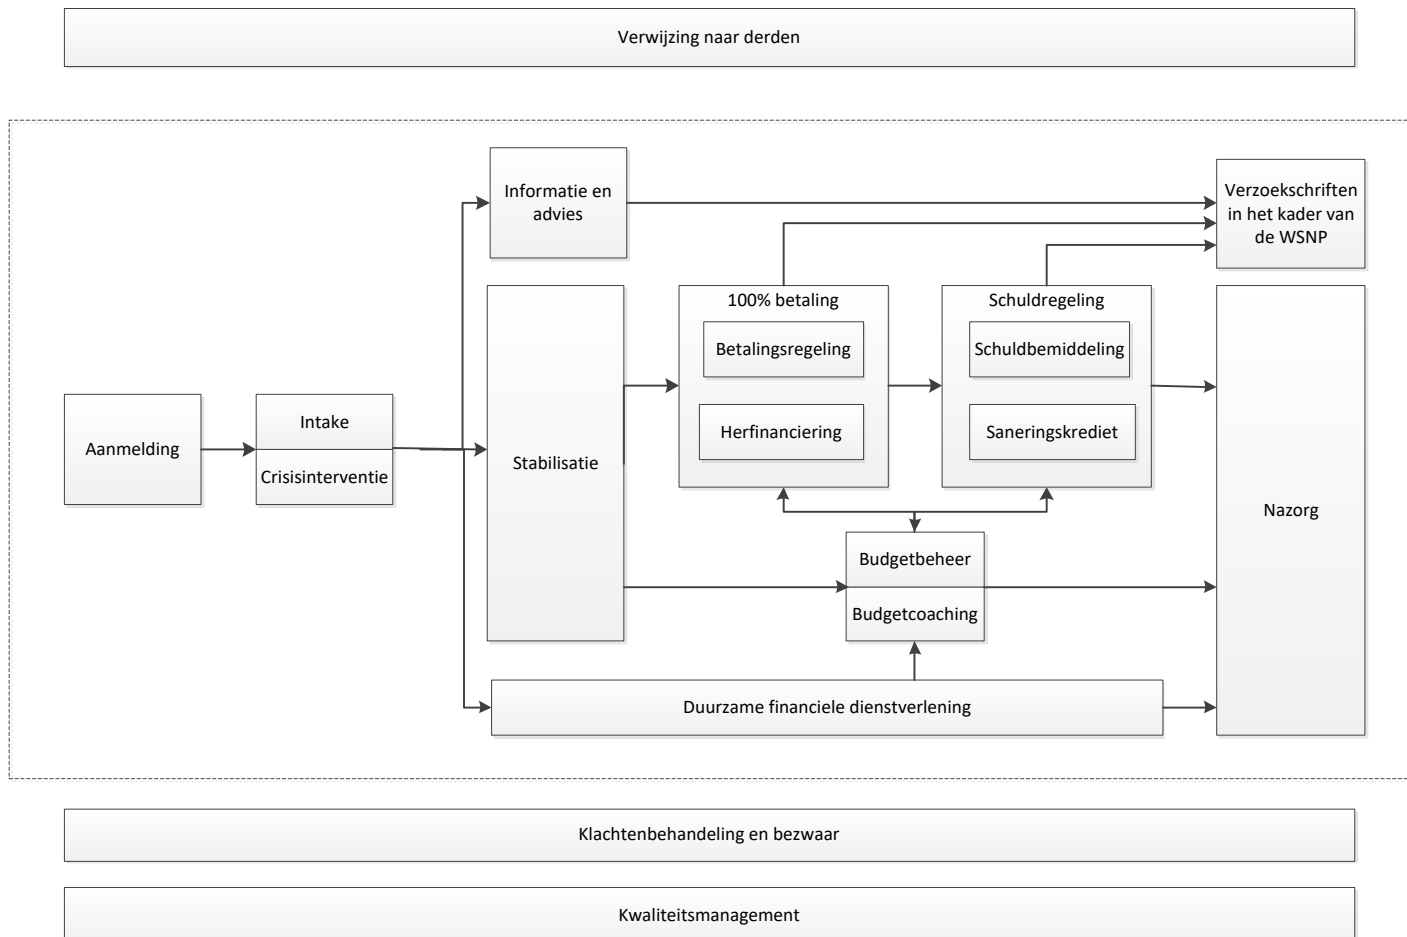 Verwijzing naar derden
Informatie en
advies
Verzoekschriften
in het kader van
de WSNP
100% betaling
Betalingsregeling
Herfinanciering
Schuldregeling
Schuldbemiddeling
Saneringskrediet
Aanmelding
Intake
Crisisinterventie
Stabilisatie
Nazorg
Budgetbeheer
Budgetcoaching
Duurzame financiele dienstverlening
Klachtenbehandeling en bezwaar
Kwaliteitsmanagement